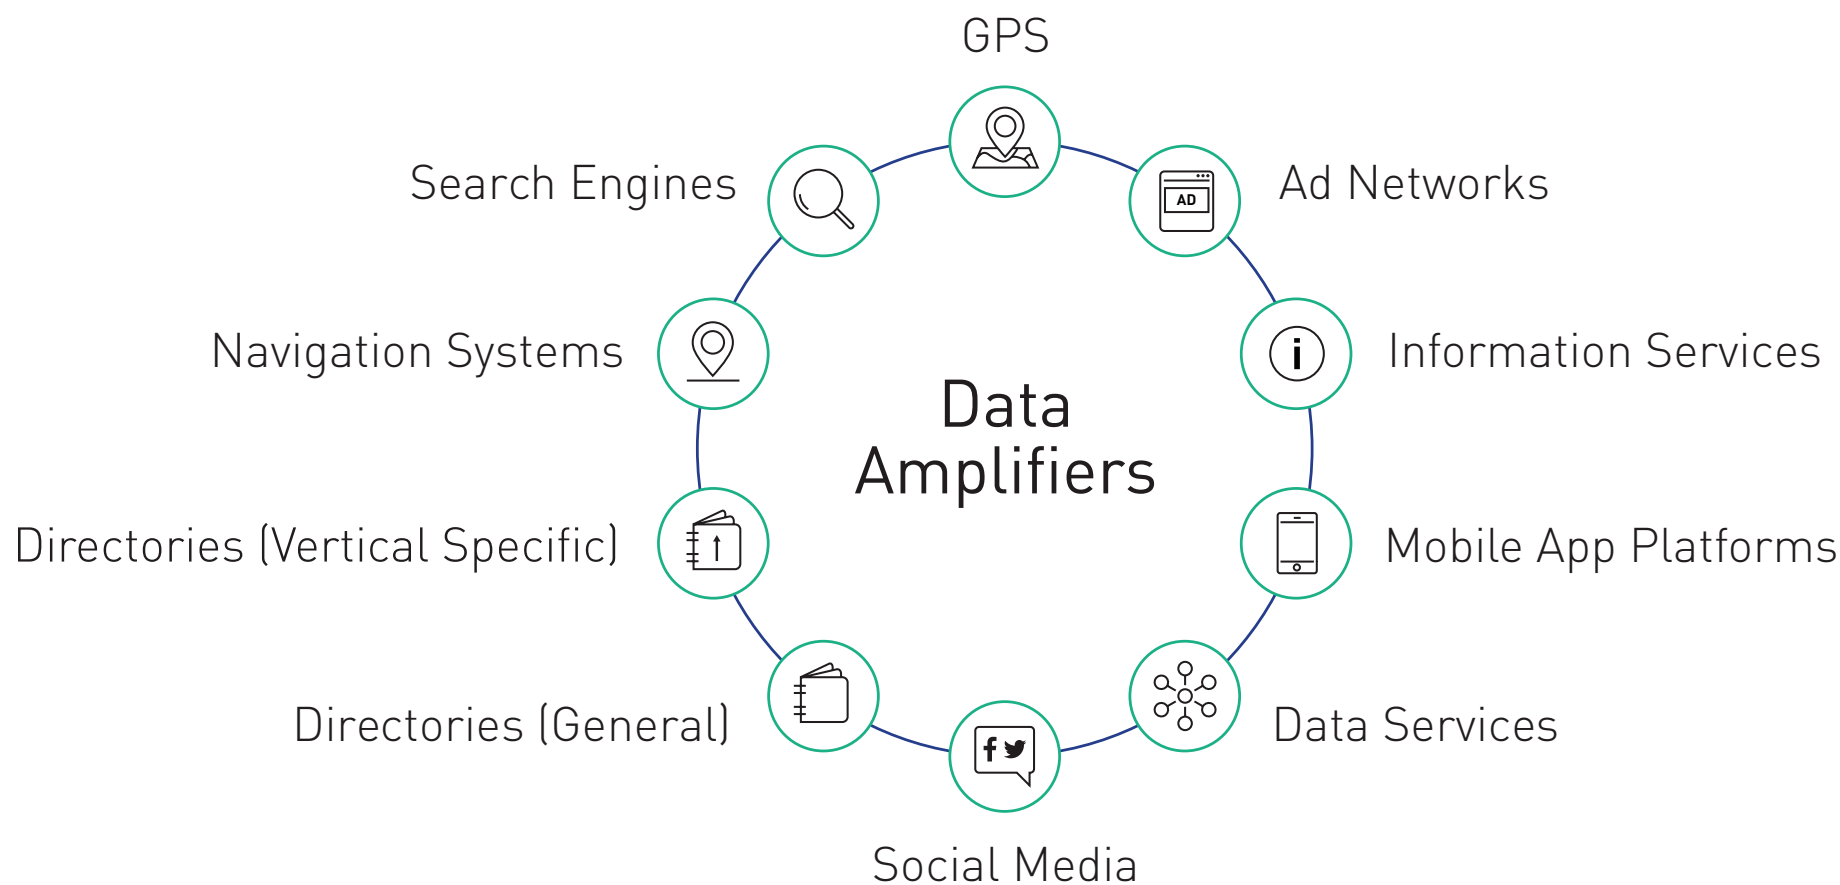 GPS
Search Engines
AD
Ad Networks
Navigation Systems
i
Information Services
Data
Amplifiers
Directories (Vertical Specific)
Mobile App Platforms
Directories (General)
f
Data Services
Social Media